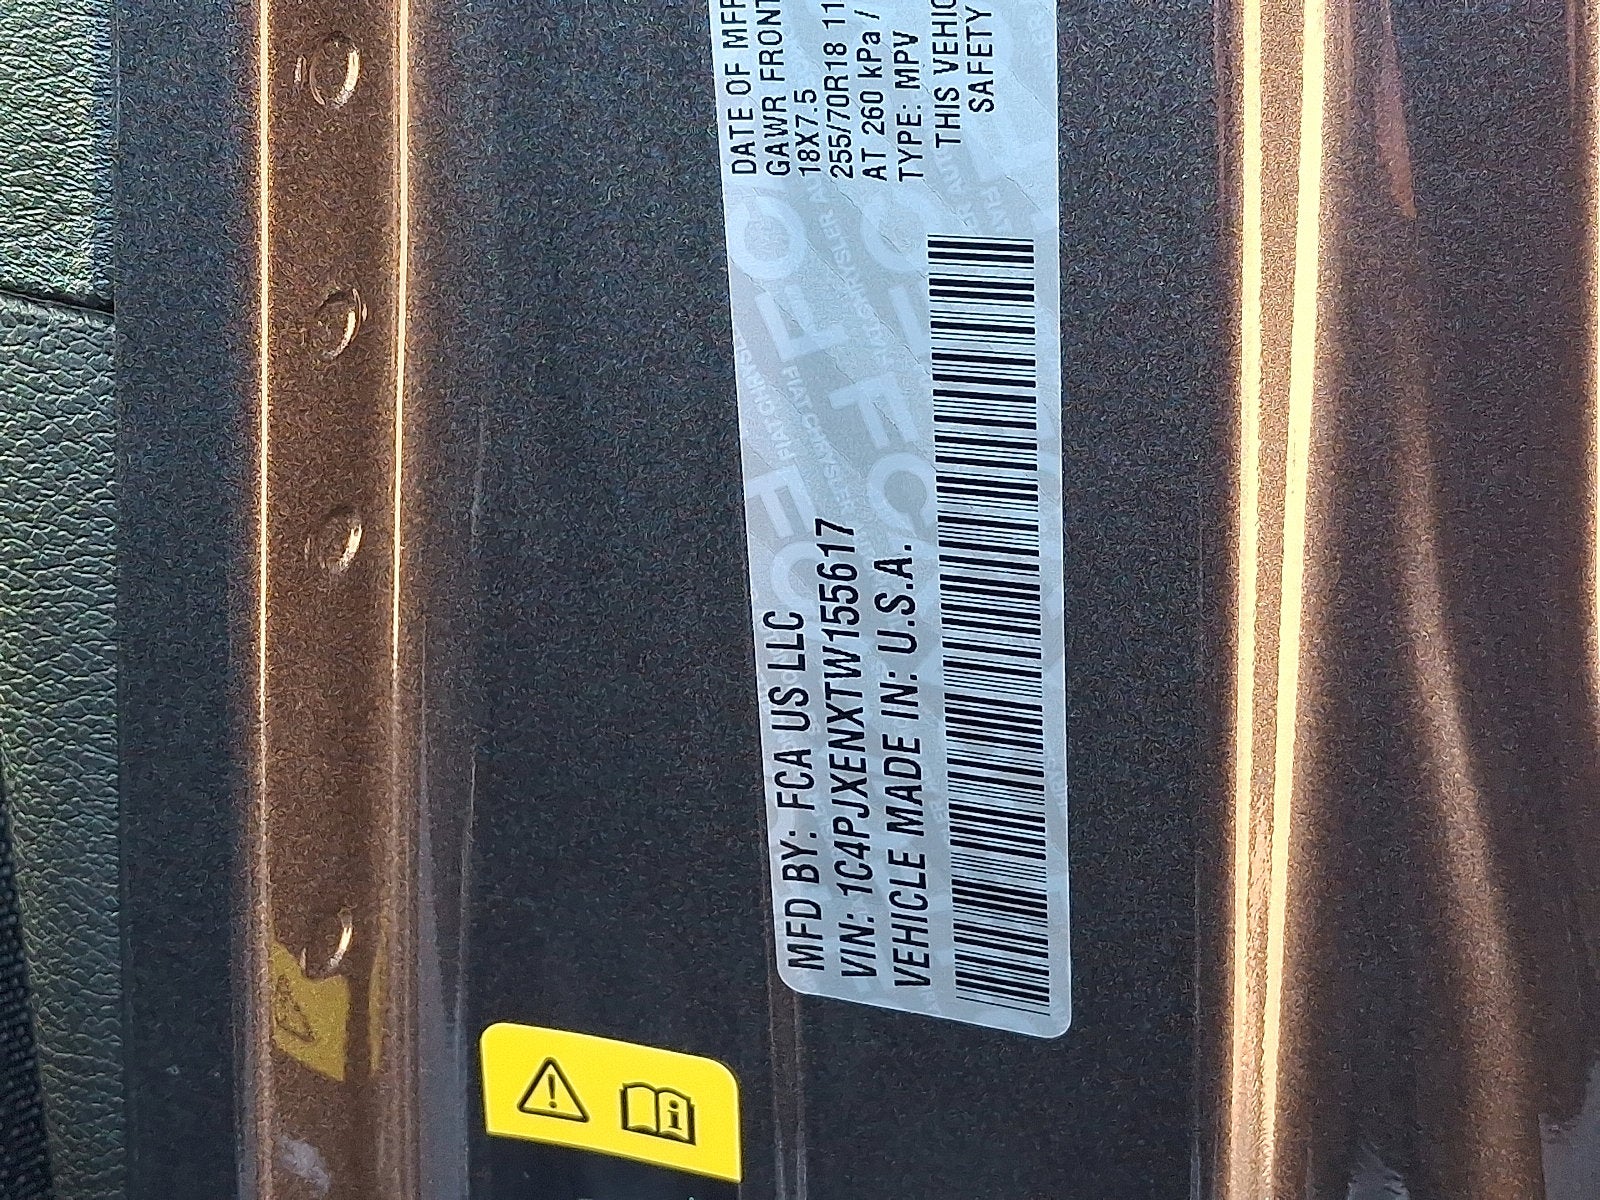 MFD BY: FCA US LLC
VIN: 1C4PJXENXTW155617
VEHICLE MADE IN: U.S.A.
DATE OF MFR
GAWR FRONT
18X7.5
255/70R18 11
AT 260 kPa /
TYPE: MPV
THIS VEHIC
SAFETY